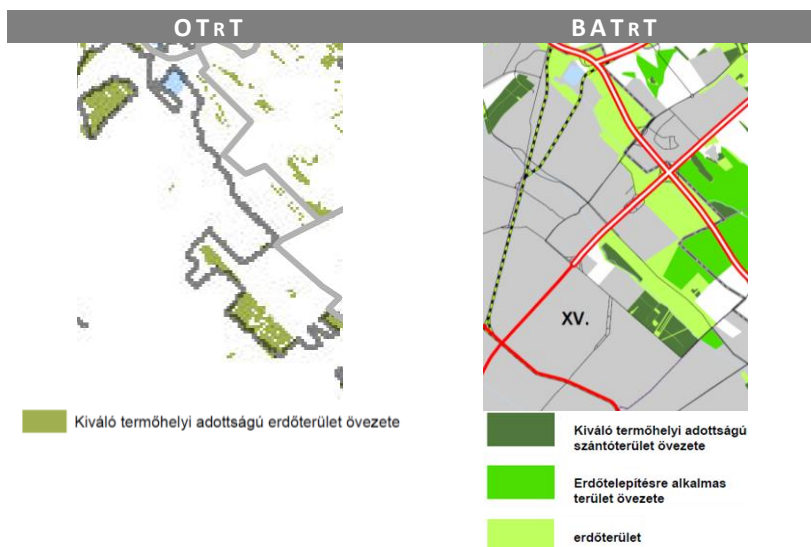 OTRT
BATRT
XV.
Kiváló termőhelyi adottságú erdőterület övezete
Kiváló termőhelyi adottságú
szántóterület övezete
Erdőtelepítésre alkalmas
terület övezete
erdőterület